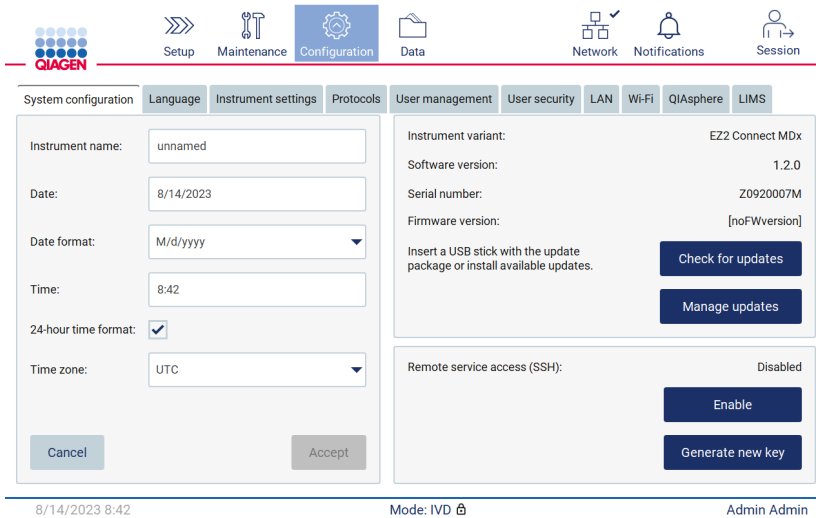 QIAGEN
Setup
Maintenance
Configuration
Data
Network
Notifications
Session
System configuration
Language
Instrument settings
Protocols
User management
User security
LAN
Wi-Fi
QIAsphere
LIMS
Instrument name:
unnamed
Date:
8/14/2023
Date format:
M/d/yyyy
Time:
8:42
24-hour time format:
Time zone:
UTC
Cancel
Accept
Instrument variant:
EZ2 Connect MDx
Software version:
1.2.0
Serial number:
Z0920007M
Firmware version:
[noFWversion]
Insert a USB stick with the update
package or install available updates.
Check for updates
Manage updates
Remote service access (SSH):
Disabled
Enable
Generate new key
8/14/2023 8:42
Mode: IVD
Admin Admin